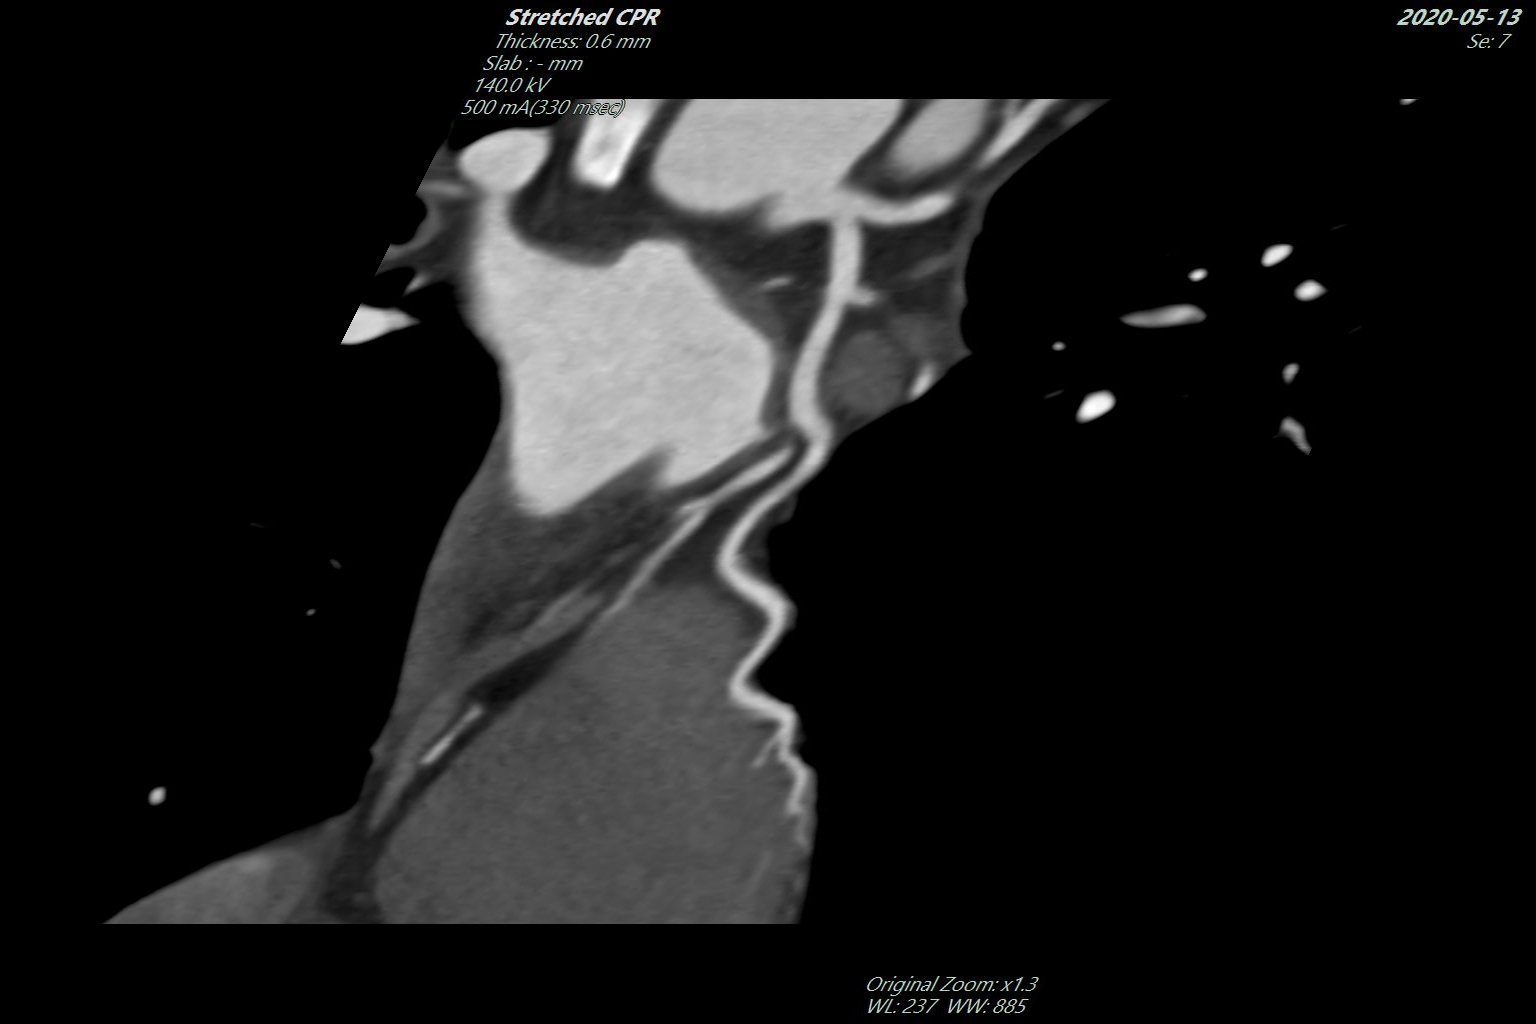 Stretched CPR
Thickness: 0.6 mm
Slab : - mm
140.0 kV
500 mA(330 msec)
2020-05-13
Se: 7
Original Zoom: x1.3
WL: 237 WW: 885